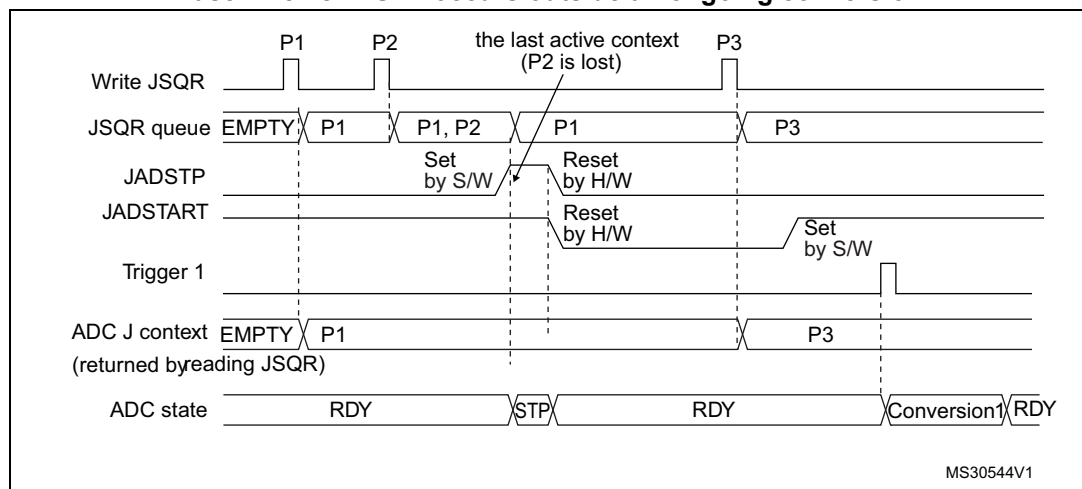 P1 P2 the last active context P3
(P2 is lost)
Write JSQR
JSQR queue EMPTY P1 P1, P2 P1 P3
Set Reset
JADSTP by S/W by H/W
JADSTART Reset Set
by H/W by S/W
Trigger 1
ADC J context EMPTY P1 P3
(returned by reading JSQR)
ADC state RDY STP RDY Conversion1 RDY
MS30544V1